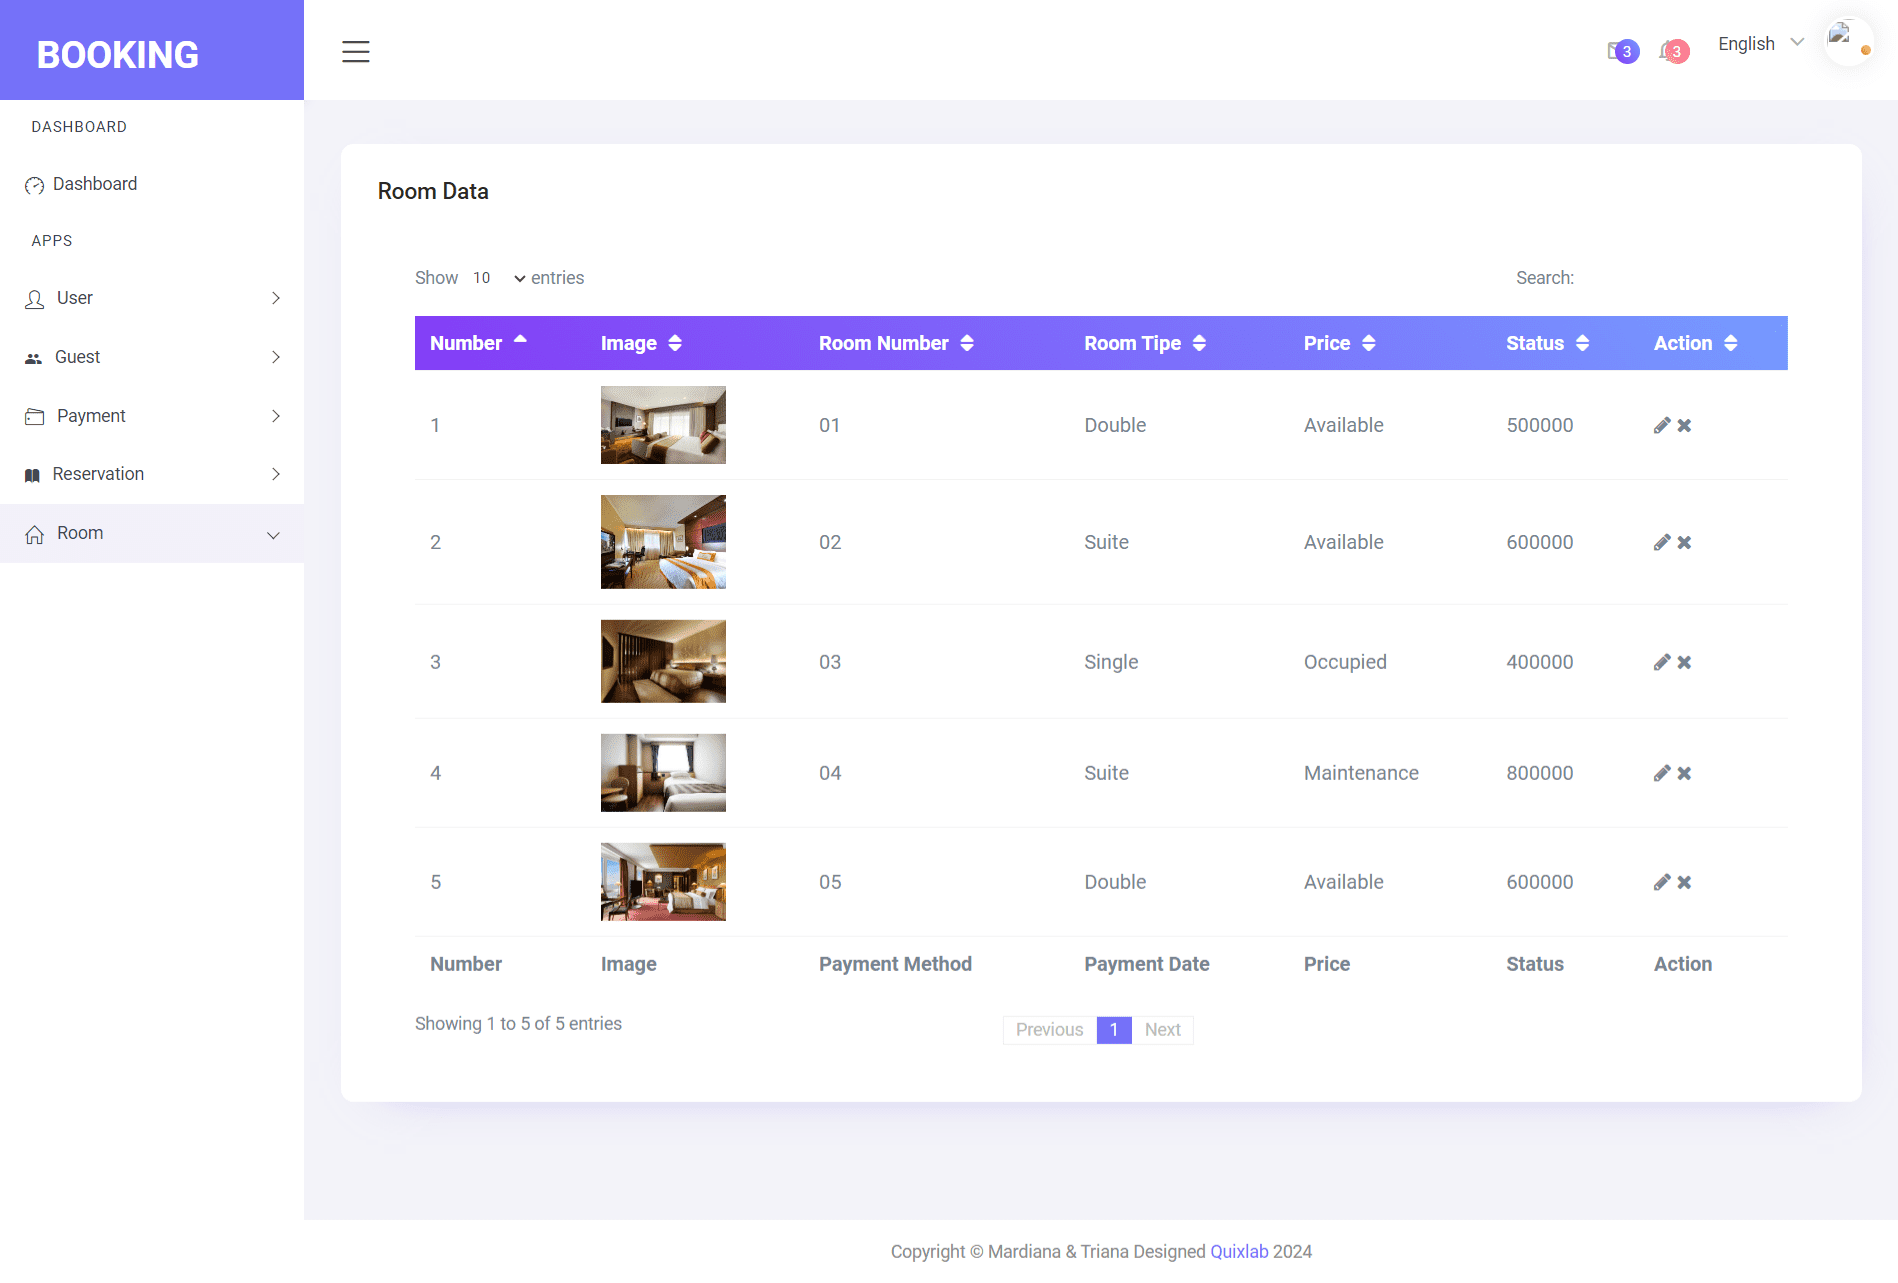 BOOKING
3
3
English
DASHBOARD
Dashboard
APPS
User
Guest
Payment
Reservation
Room
Room Data
Show 10 entries
Search:
Number Image Room Number Room Tipe Price Status Action
1 01 Double Available 500000
2 02 Suite Available 600000
3 03 Single Occupied 400000
4 04 Suite Maintenance 800000
5 05 Double Available 600000
Number Image Payment Method Payment Date Price Status Action
Showing 1 to 5 of 5 entries
Previous 1 Next
Copyright © Mardiana & Triana Designed Quixlab 2024